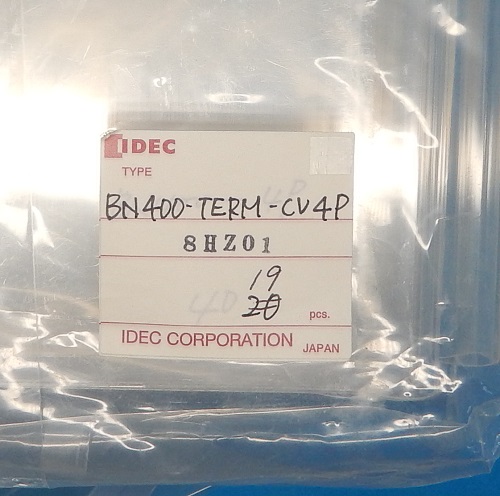 IDEC
TYPE
BN400-TERM-CV4P
8HZ01
19
20 pcs.
IDEC CORPORATION JAPAN